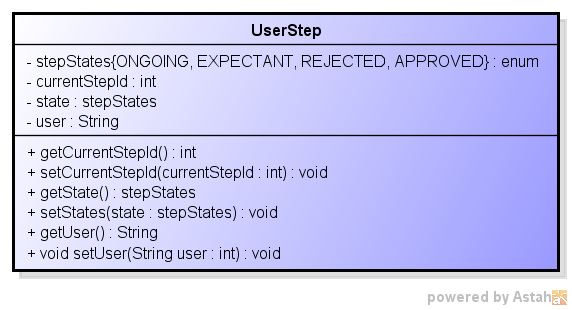 UserStep
- stepStates{ONGOING, EXPECTANT, REJECTED, APPROVED} : enum
- currentStepId : int
- state : stepStates
- user : String
+ getCurrentStepId() : int
+ setCurrentStepId(currentStepId : int) : void
+ getState() : stepStates
+ setStates(state : stepStates) : void
+ getUser() : String
+ void setUser(String user : int) : void
powered by Astah